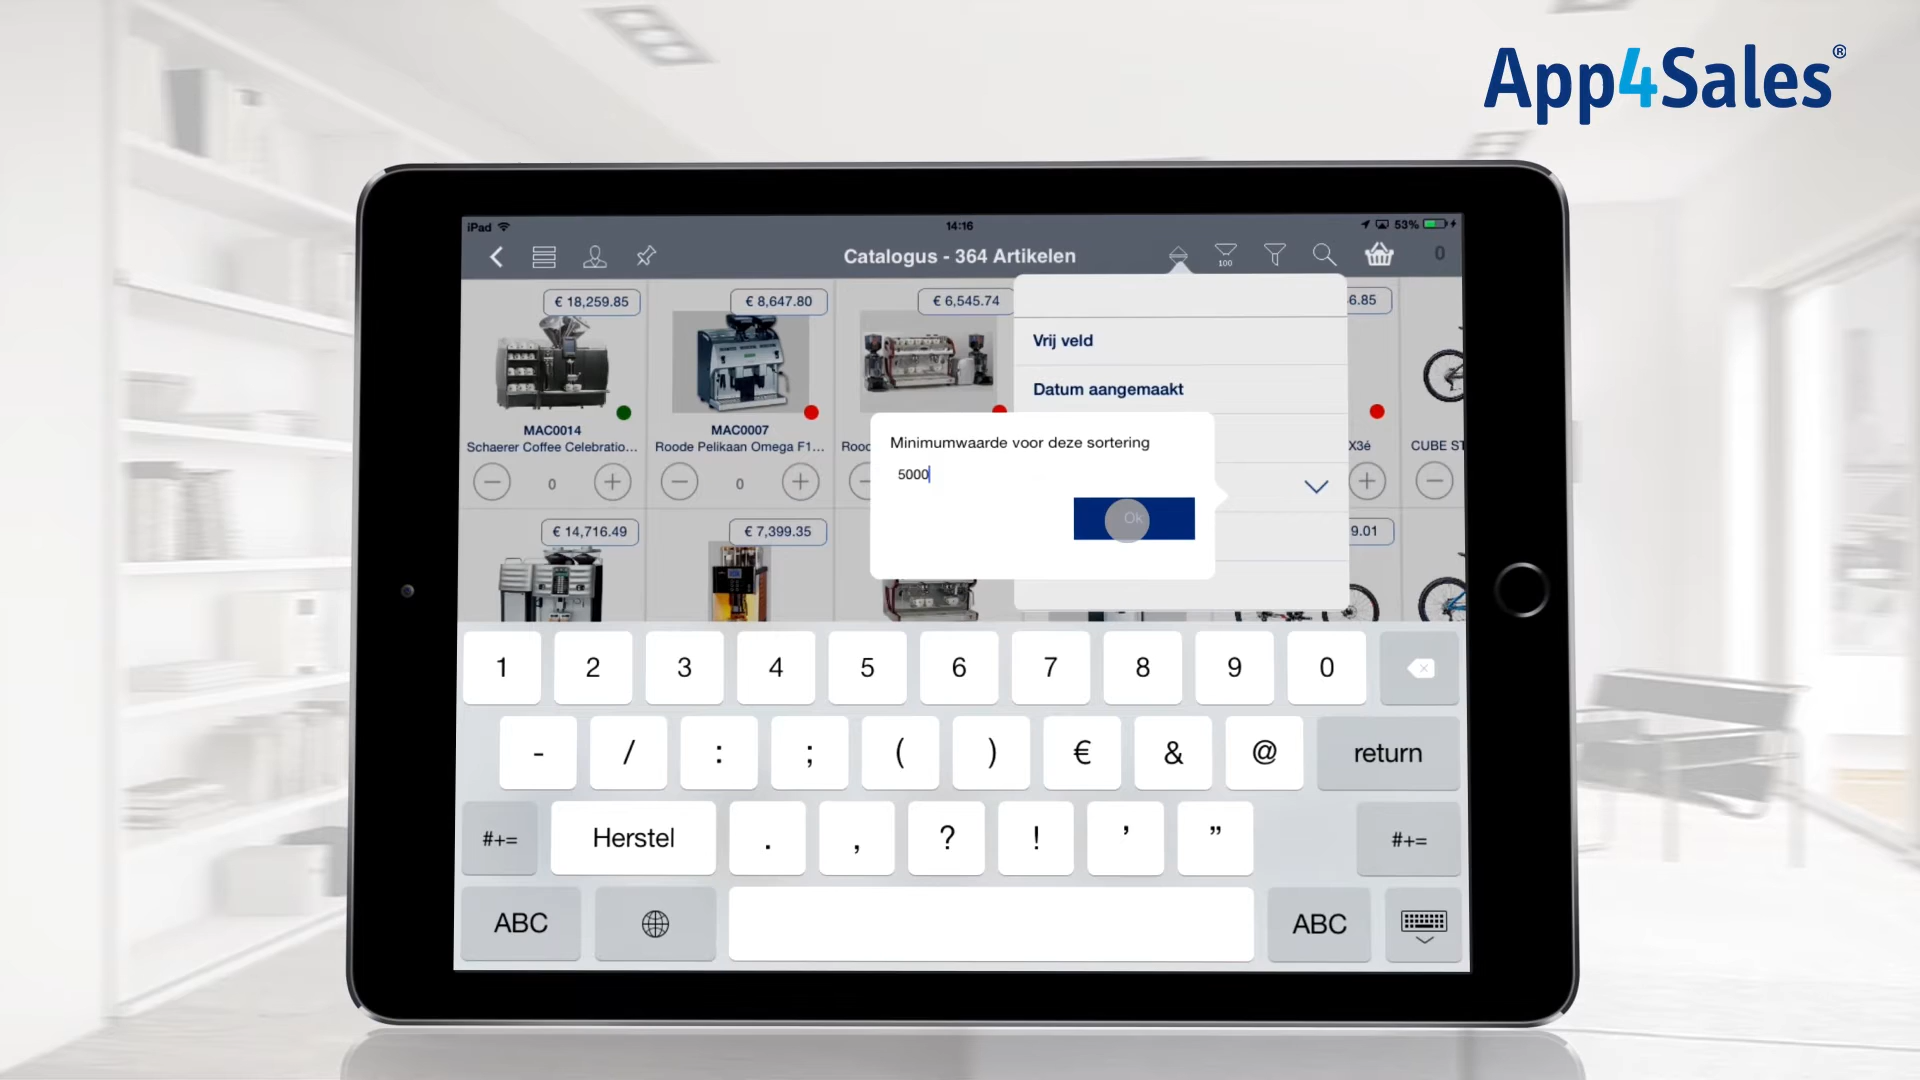 App4Sales®
iPad
14:16
53%
Catalogus - 364 Artikelen
100
0
€ 18,259.85
€ 8,647.80
€ 6,545.74
6.85
Vrij veld
Datum aangemaakt
MAC0014
MAC0007
Schaerer Coffee Celebratio...
Roode Pelikaan Omega F1...
Rooc
X3é
CUBE ST
0
0
Minimumwaarde voor deze sortering
5000
Ok
€ 14,716.49
€ 7,399.35
9.01
1 2 3 4 5 6 7 8 9 0
- / : ; ( ) € & @ return
#+= Herstel . , ? ! ’ ” #+=
ABC ABC